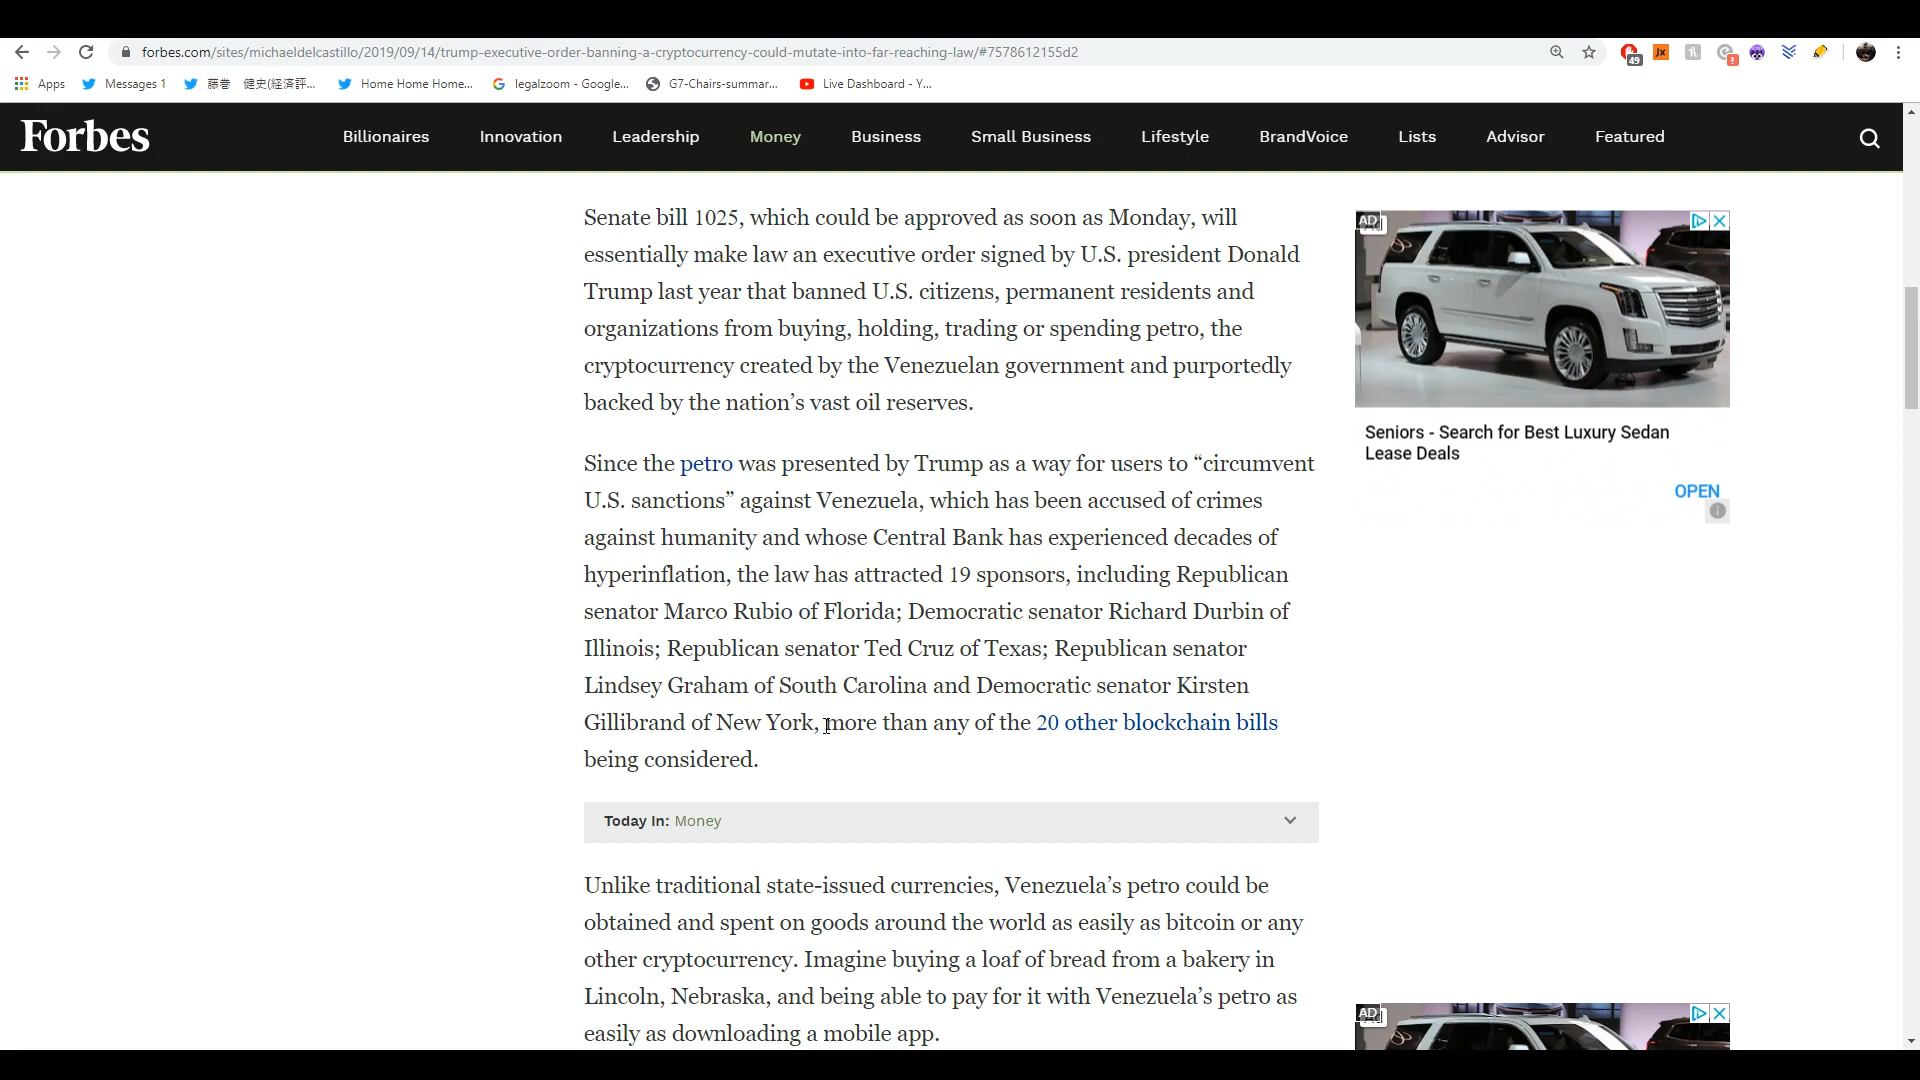 forbes.com/sites/michaeldelcastillo/2019/09/14/trump-executive-order-banning-a-cryptocurrency-could-mutate-into-far-reaching-law/#7578612155d2
49
Jx
Apps
Messages 1
藤巻 健史(経済評...
Home Home Home...
legalzoom - Google...
G7-Chairs-summar...
Live Dashboard - Y...
Forbes
Billionaires
Innovation
Leadership
Money
Business
Small Business
Lifestyle
BrandVoice
Lists
Advisor
Featured
Senate bill 1025, which could be approved as soon as Monday, will
essentially make law an executive order signed by U.S. president Donald
Trump last year that banned U.S. citizens, permanent residents and
organizations from buying, holding, trading or spending petro, the
cryptocurrency created by the Venezuelan government and purportedly
backed by the nation’s vast oil reserves.
Since the petro was presented by Trump as a way for users to “circumvent
U.S. sanctions” against Venezuela, which has been accused of crimes
against humanity and whose Central Bank has experienced decades of
hyperinflation, the law has attracted 19 sponsors, including Republican
senator Marco Rubio of Florida; Democratic senator Richard Durbin of
Illinois; Republican senator Ted Cruz of Texas; Republican senator
Lindsey Graham of South Carolina and Democratic senator Kirsten
Gillibrand of New York, more than any of the 20 other blockchain bills
being considered.
Today In: Money
Unlike traditional state-issued currencies, Venezuela’s petro could be
obtained and spent on goods around the world as easily as bitcoin or any
other cryptocurrency. Imagine buying a loaf of bread from a bakery in
Lincoln, Nebraska, and being able to pay for it with Venezuela’s petro as
easily as downloading a mobile app.
AD
Seniors - Search for Best Luxury Sedan
Lease Deals
OPEN
AD